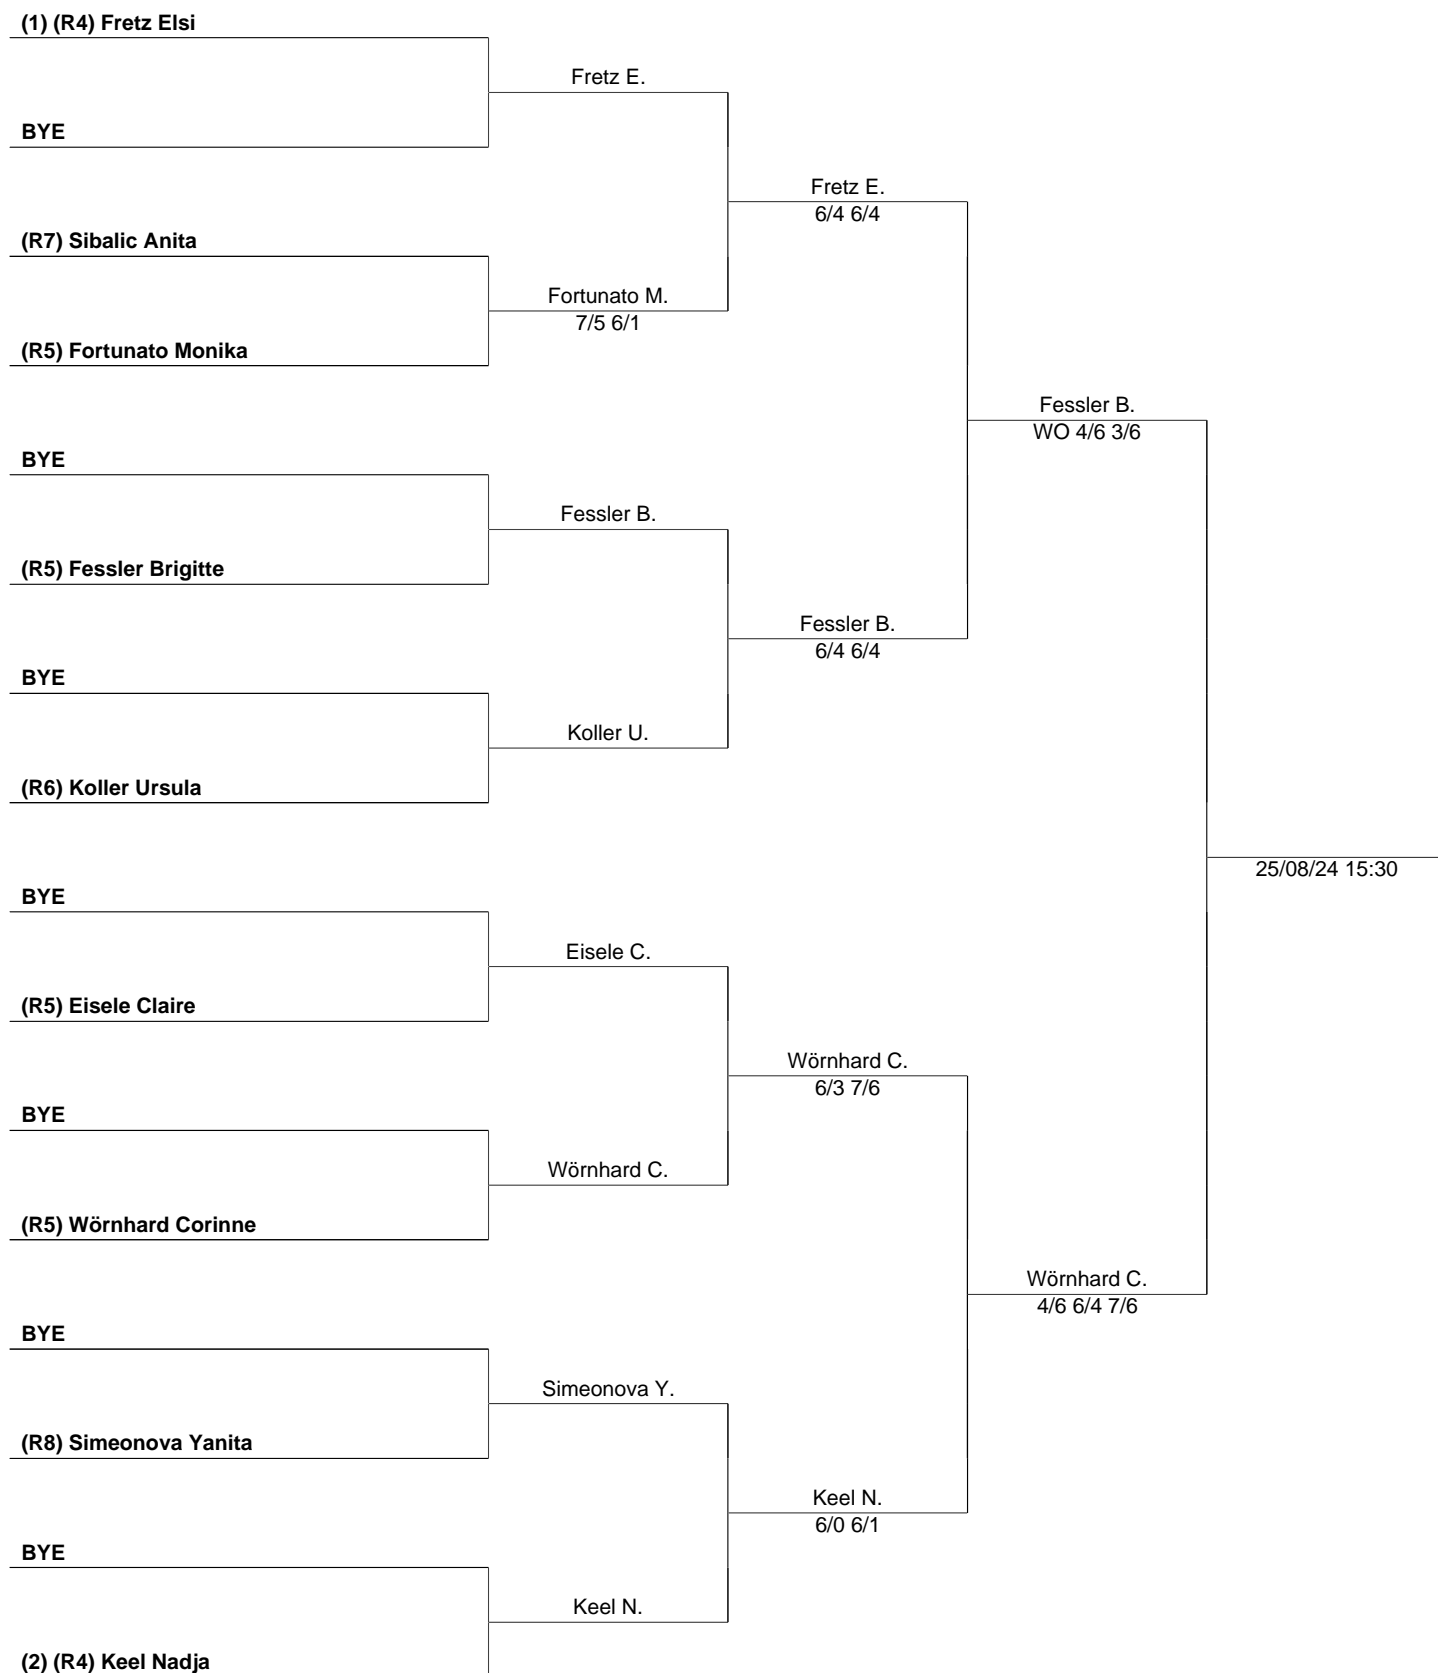 (1) (R4) Fretz Elsi
Fretz E.
BYE
Fretz E.
6/4 6/4
(R7) Sibalic Anita
Fortunato M.
7/5 6/1
(R5) Fortunato Monika
Fessler B.
WO 4/6 3/6
BYE
Fessler B.
(R5) Fessler Brigitte
Fessler B.
6/4 6/4
BYE
Koller U.
(R6) Koller Ursula
25/08/24 15:30
BYE
Eisele C.
(R5) Eisele Claire
Wörnhard C.
6/3 7/6
BYE
Wörnhard C.
(R5) Wörnhard Corinne
Wörnhard C.
4/6 6/4 7/6
BYE
Simeonova Y.
(R8) Simeonova Yanita
Keel N.
6/0 6/1
BYE
Keel N.
(2) (R4) Keel Nadja